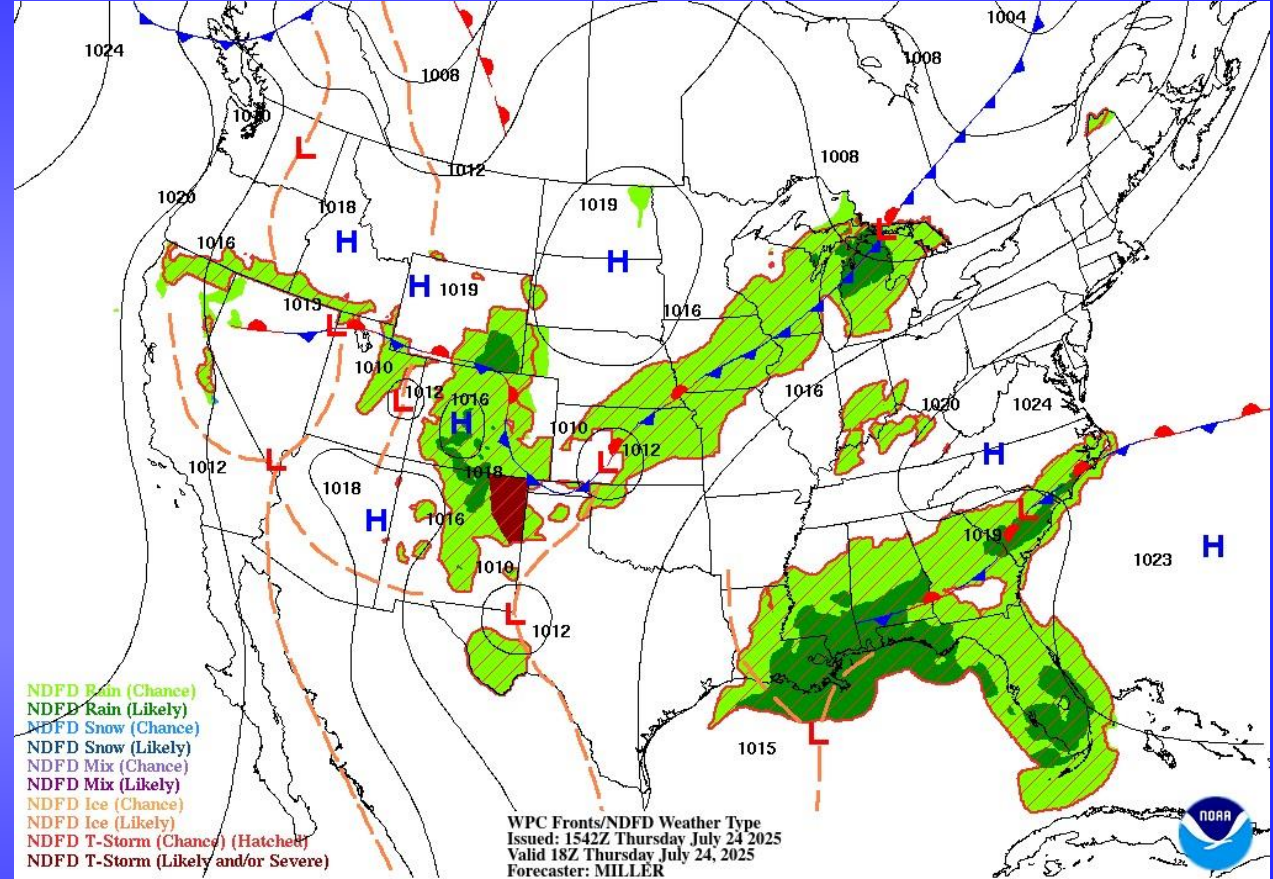 1004
1024
1008
1008
1020
L
1008
1012
1020
1018
1019
1016
L
H
H
H
1019
1013
1016
L
1010
1012
1016
1016
L
1020
1024
H
1010
1012
H
1012
L
L
1018
1018
H
1016
L
1019
H
1023
1010
L
1012
L
1015
NDFD Rain (Chance)
NDFD Rain (Likely)
NDFD Snow (Chance)
NDFD Snow (Likely)
NDFD Mix (Chance)
NDFD Mix (Likely)
NDFD Ice (Chance)
NDFD Ice (Likely)
NDFD T-Storm (Chance) (Hatched)
NDFD T-Storm (Likely and/or Severe)
WPC Fronts/NDFD Weather Type
Issued: 1542Z Thursday July 24 2025
Valid 18Z Thursday July 24, 2025
Forecaster: MILLER
NOAA